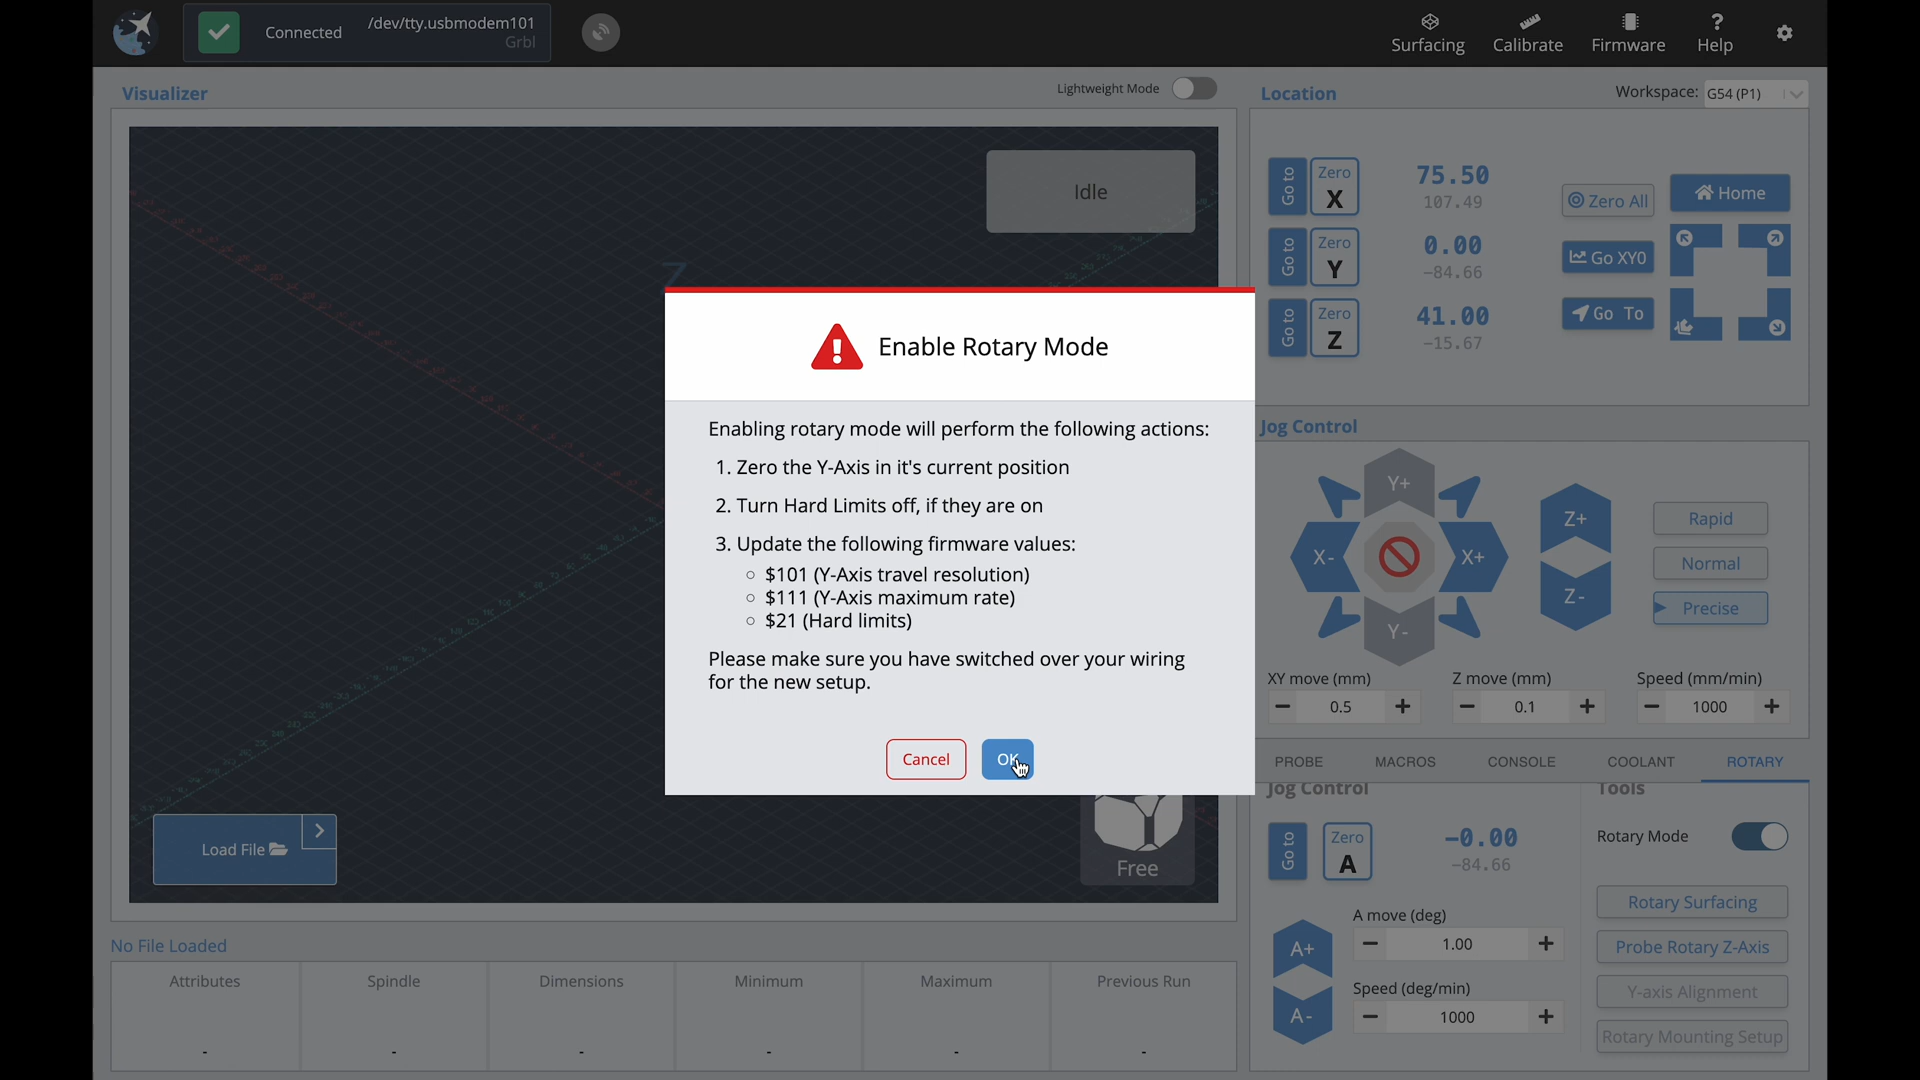 Connected
/dev/tty.usbmodem101
Grbl
Surfacing
Calibrate
Firmware
Help
Visualizer
Lightweight Mode
Location
Workspace:
G54 (P1)
Idle
Z
Go to
Zero
X
75.50
107.49
Zero All
Home
Go to
Zero
Y
0.00
-84.66
Go XY0
Go to
Zero
Z
41.00
-15.67
Go To
Enable Rotary Mode
Enabling rotary mode will perform the following actions:
1. Zero the Y-Axis in it's current position
2. Turn Hard Limits off, if they are on
3. Update the following firmware values:
$101 (Y-Axis travel resolution)
$111 (Y-Axis maximum rate)
$21 (Hard limits)
Please make sure you have switched over your wiring
for the new setup.
Cancel
OK
Jog Control
Y+
X-
X+
Y-
Z+
Z-
Rapid
Normal
Precise
XY move (mm)
Z move (mm)
Speed (mm/min)
0.5
0.1
1000
PROBE
MACROS
CONSOLE
COOLANT
ROTARY
Jog Control
Tools
Go to
Zero
A
-0.00
-84.66
Rotary Mode
Rotary Surfacing
A move (deg)
A+
1.00
Probe Rotary Z-Axis
Speed (deg/min)
Y-axis Alignment
A-
1000
Rotary Mounting Setup
Load File
Free
No File Loaded
Attributes
Spindle
Dimensions
Minimum
Maximum
Previous Run
-
-
-
-
-
-